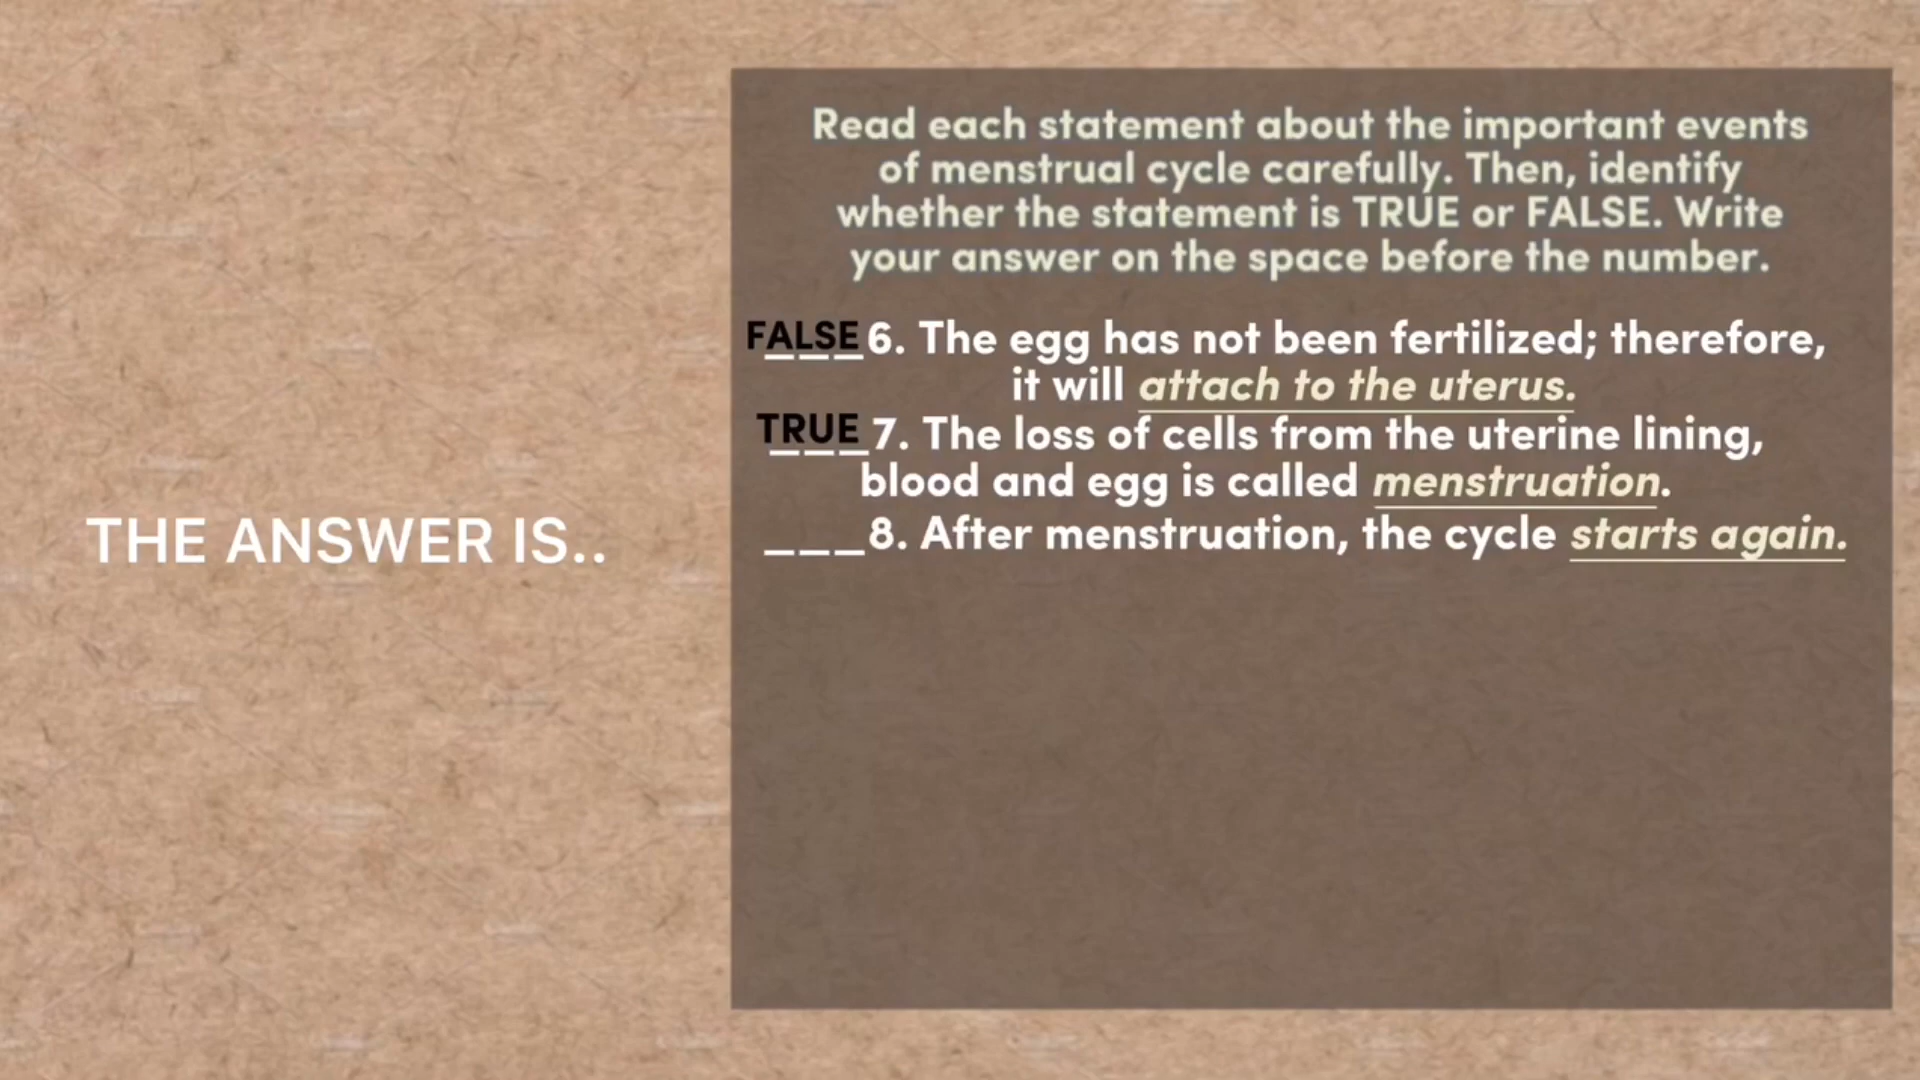 THE ANSWER IS..
Read each statement about the important events
of menstrual cycle carefully. Then, identify
whether the statement is TRUE or FALSE. Write
your answer on the space before the number.
FALSE 6. The egg has not been fertilized; therefore,
it will attach to the uterus.
TRUE 7. The loss of cells from the uterine lining,
blood and egg is called menstruation.
___8. After menstruation, the cycle starts again.